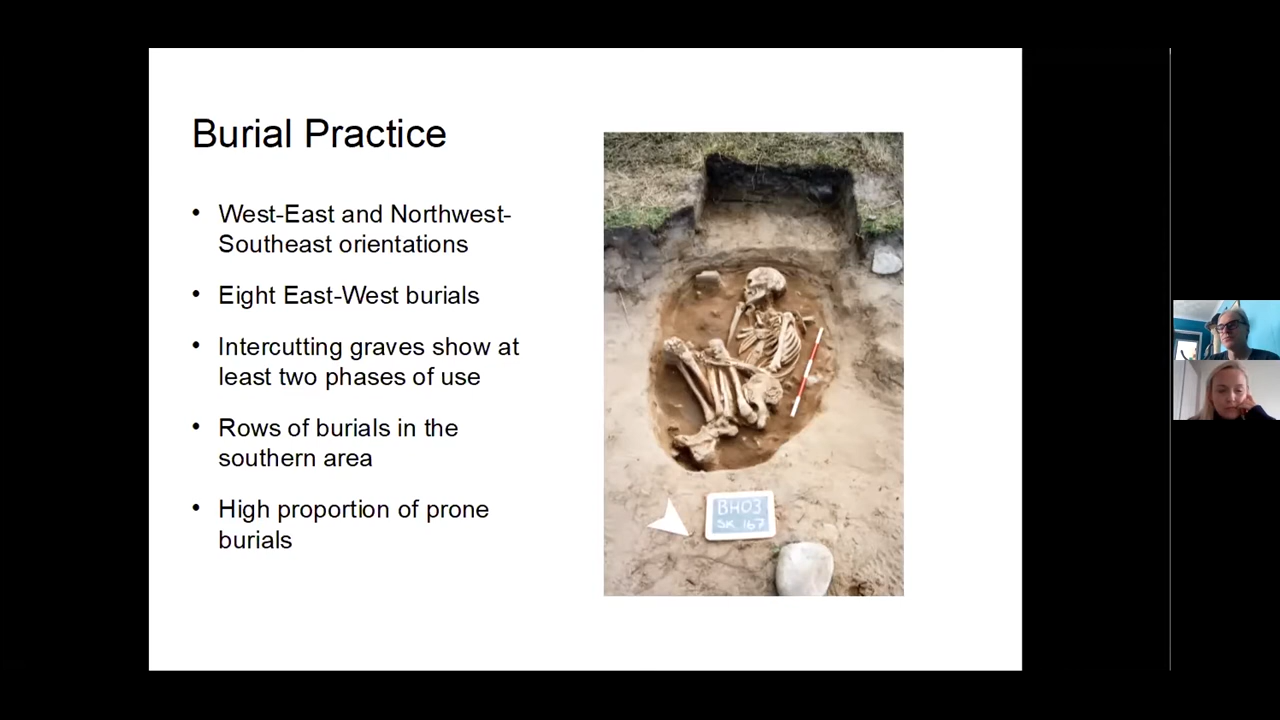 Burial Practice
• West-East and Northwest-
Southeast orientations
• Eight East-West burials
• Intercutting graves show at
least two phases of use
• Rows of burials in the
southern area
• High proportion of prone
burials
BH03
SK 167